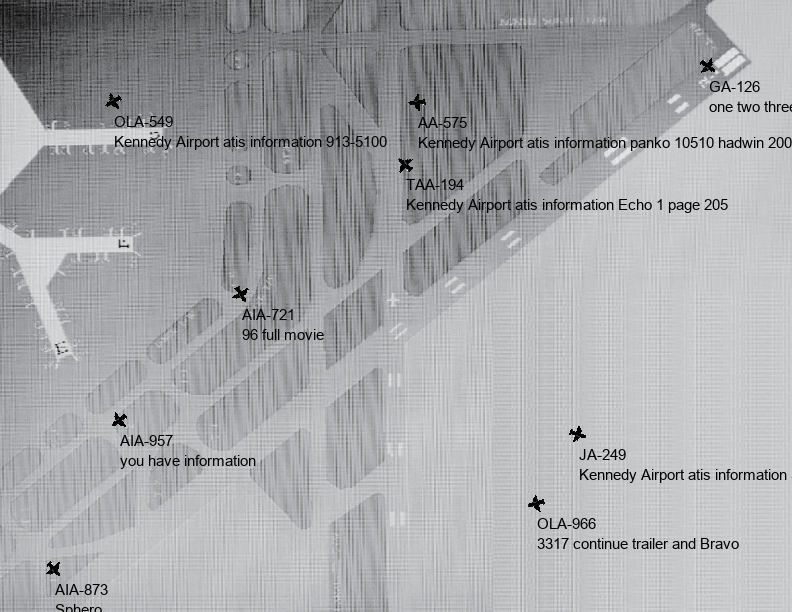 GA-126
one two three
OLA-549
Kennedy Airport atis information 913-5100
AA-575
Kennedy Airport atis information panko 10510 hadwin 200
TAA-194
Kennedy Airport atis information Echo 1 page 205
AIA-721
96 full movie
AIA-957
you have information
JA-249
Kennedy Airport atis information
OLA-966
3317 continue trailer and Bravo
AIA-873
Sphero